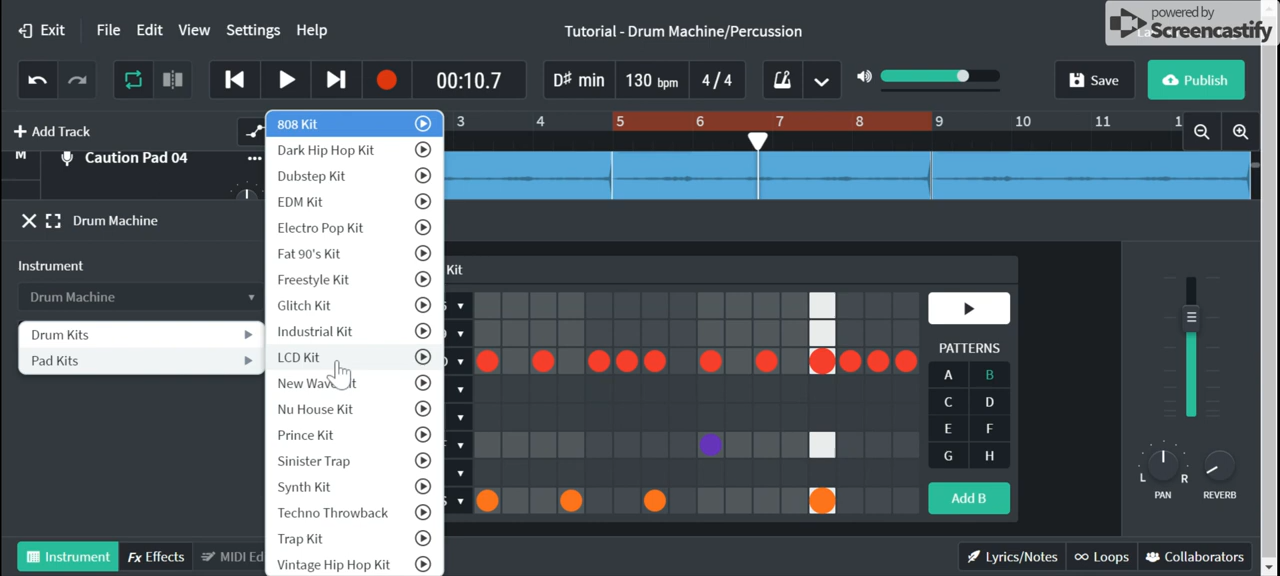 powered by
Screencastify
Exit File Edit View Settings Help
Tutorial - Drum Machine/Percussion
00:10.7
D♯ min 130 bpm 4 / 4
Save
Publish
Add Track
3 4 5 6 7 8 9 10 11
M Caution Pad 04
Drum Machine
Instrument
Drum Machine
Drum Kits
Pad Kits
808 Kit
Dark Hip Hop Kit
Dubstep Kit
EDM Kit
Electro Pop Kit
Fat 90's Kit
Freestyle Kit
Glitch Kit
Industrial Kit
LCD Kit
New Wave Kit
Nu House Kit
Prince Kit
Sinister Trap
Synth Kit
Techno Throwback
Trap Kit
Vintage Hip Hop Kit
Kit
PATTERNS
A B
C D
E F
G H
Add B
L R
PAN REVERB
Instrument Fx Effects MIDI Ed
Lyrics/Notes Loops Collaborators